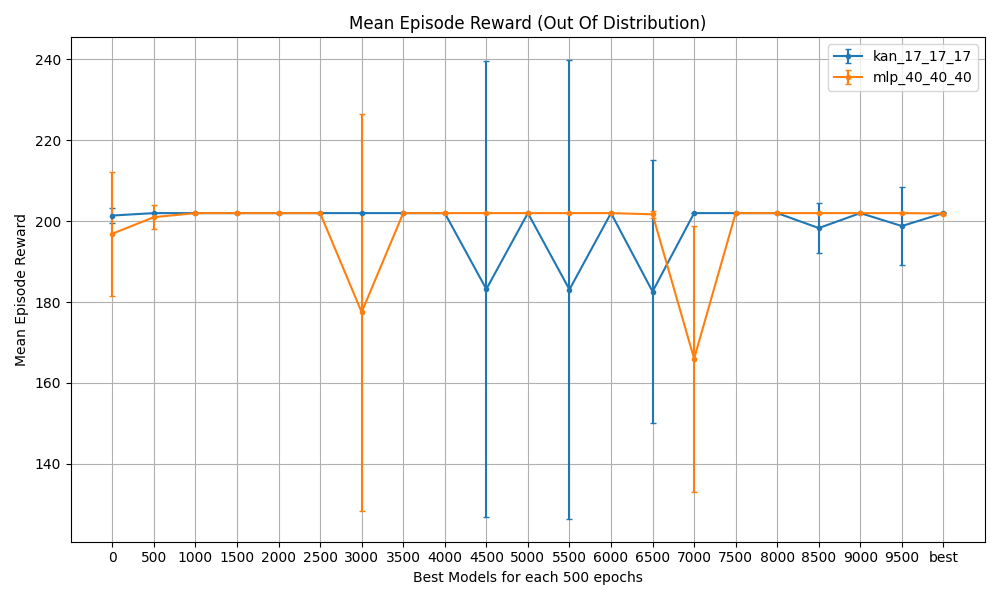 Mean Episode Reward (Out Of Distribution)
kan_17_17_17
mlp_40_40_40
Mean Episode Reward
240
220
200
180
160
140
0 500 1000 1500 2000 2500 3000 3500 4000 4500 5000 5500 6000 6500 7000 7500 8000 8500 9000 9500 best
Best Models for each 500 epochs